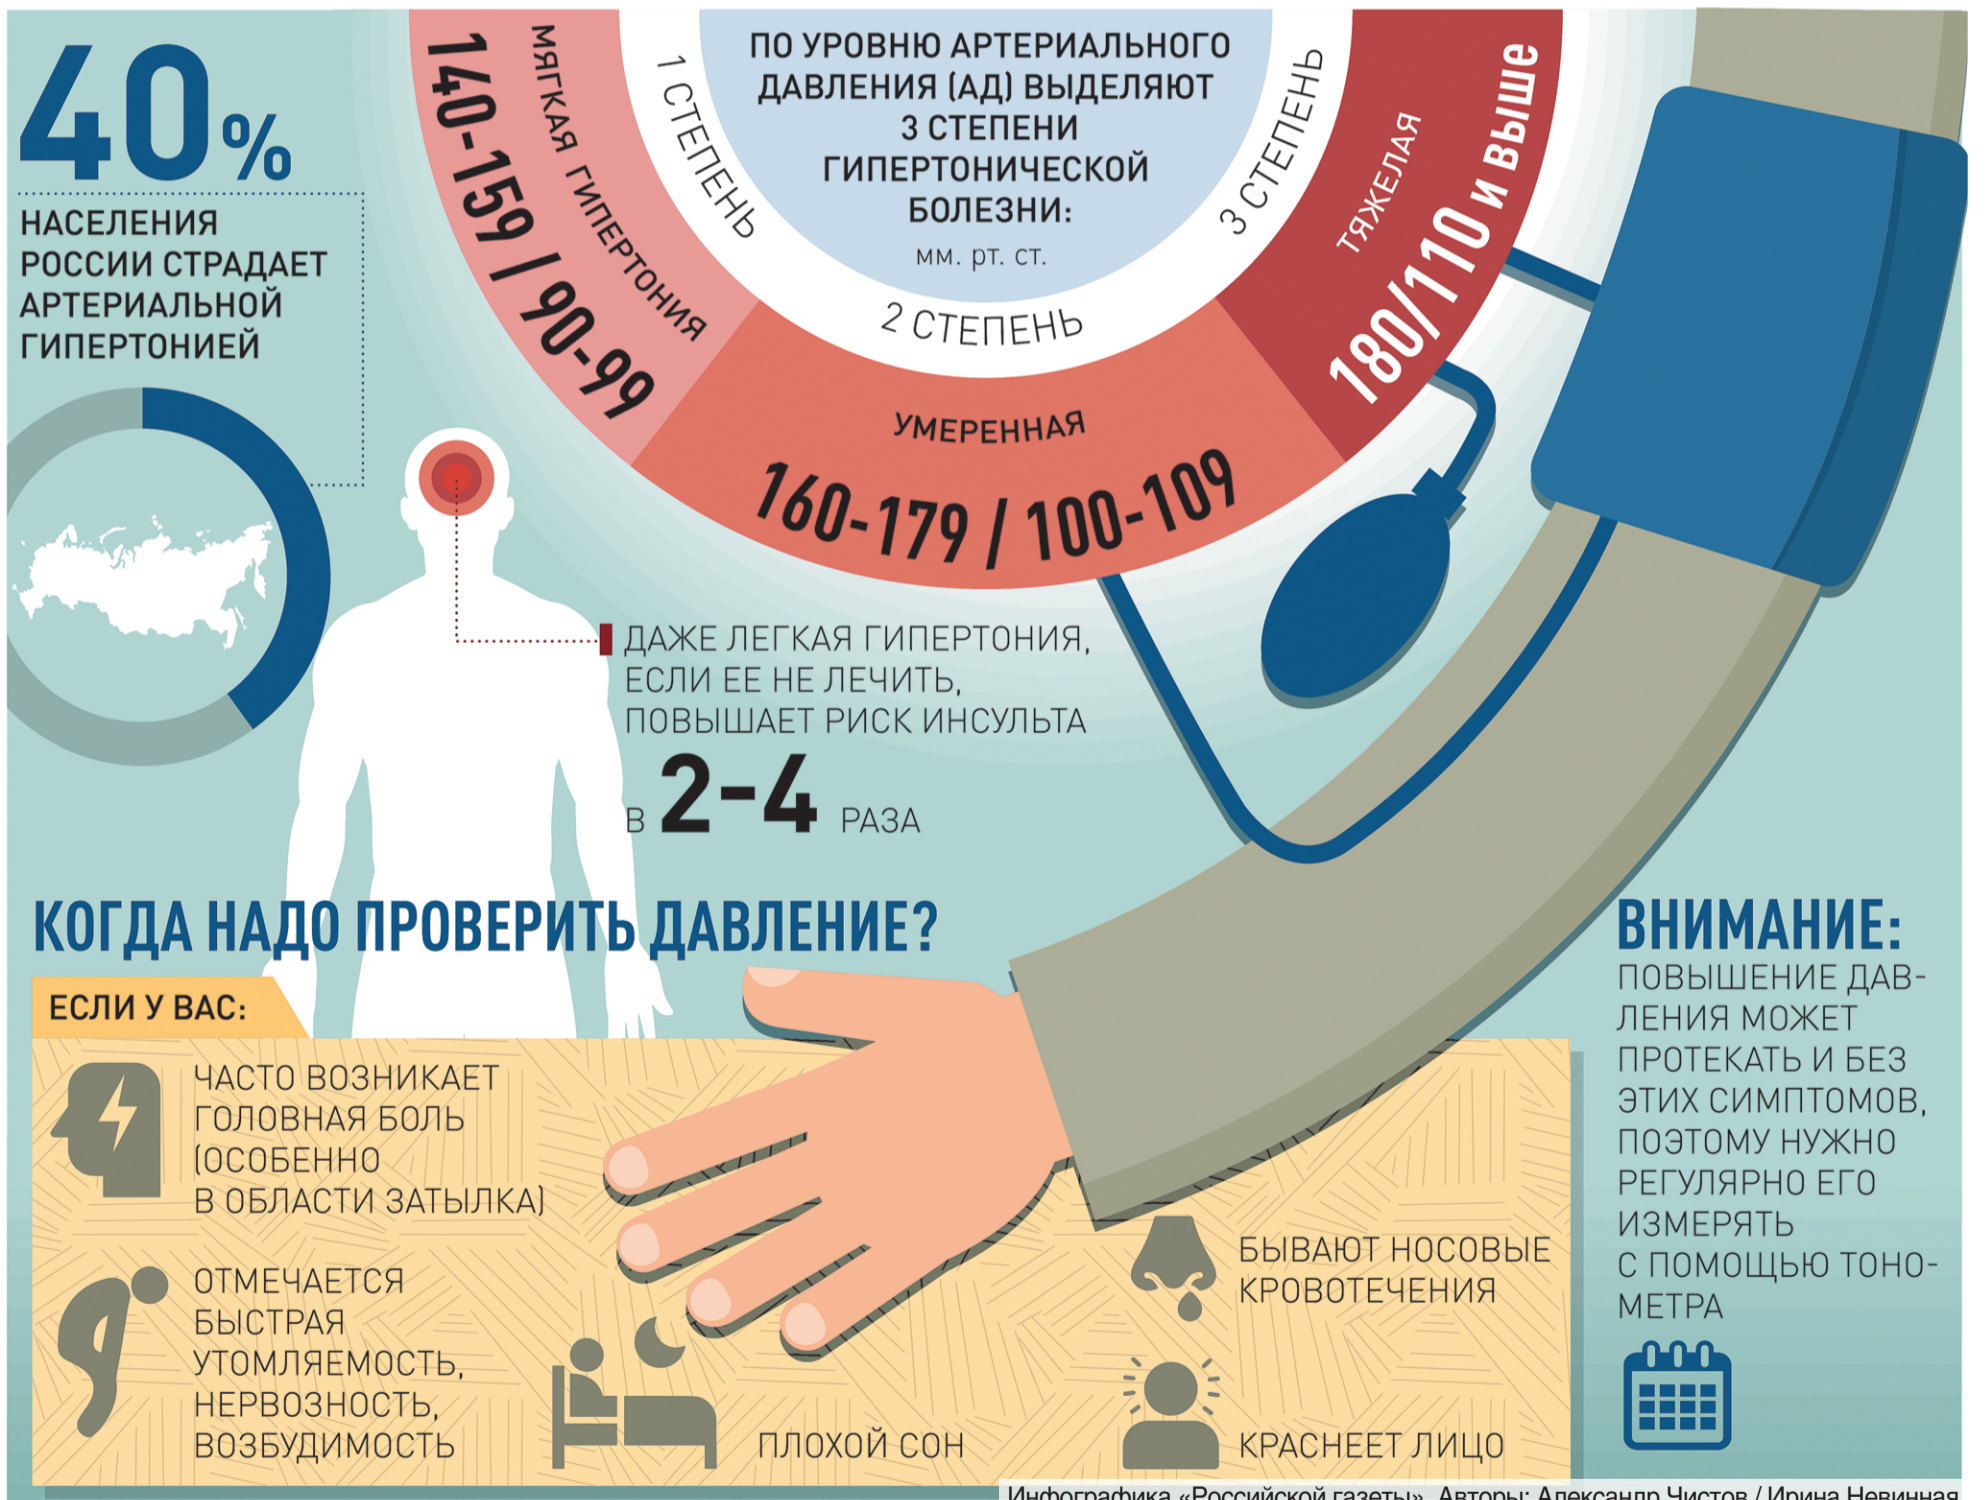 40%
НАСЕЛЕНИЯ
РОССИИ СТРАДАЕТ
АРТЕРИАЛЬНОЙ
ГИПЕРТОНИЕЙ
ПО УРОВНЮ АРТЕРИАЛЬНОГО
ДАВЛЕНИЯ (АД) ВЫДЕЛЯЮТ
3 СТЕПЕНИ
ГИПЕРТОНИЧЕСКОЙ
БОЛЕЗНИ:
мм. рт. ст.
1 СТЕПЕНЬ
МЯГКАЯ ГИПЕРТОНИЯ
140-159 / 90-99
2 СТЕПЕНЬ
УМЕРЕННАЯ
160-179 / 100-109
3 СТЕПЕНЬ
ТЯЖЕЛАЯ
180/110 и выше
ДАЖЕ ЛЕГКАЯ ГИПЕРТОНИЯ,
ЕСЛИ ЕЕ НЕ ЛЕЧИТЬ,
ПОВЫШАЕТ РИСК ИНСУЛЬТА
В 2-4 РАЗА
КОГДА НАДО ПРОВЕРИТЬ ДАВЛЕНИЕ?
ЕСЛИ У ВАС:
ЧАСТО ВОЗНИКАЕТ
ГОЛОВНАЯ БОЛЬ
(ОСОБЕННО
В ОБЛАСТИ ЗАТЫЛКА)
ОТМЕЧАЕТСЯ
БЫСТРАЯ
УТОМЛЯЕМОСТЬ,
НЕРВОЗНОСТЬ,
ВОЗБУДИМОСТЬ
ПЛОХОЙ СОН
БЫВАЮТ НОСОВЫЕ
КРОВОТЕЧЕНИЯ
КРАСНЕЕТ ЛИЦО
ВНИМАНИЕ:
ПОВЫШЕНИЕ ДАВ-
ЛЕНИЯ МОЖЕТ
ПРОТЕКАТЬ И БЕЗ
ЭТИХ СИМПТОМОВ,
ПОЭТОМУ НУЖНО
РЕГУЛЯРНО ЕГО
ИЗМЕРЯТЬ
С ПОМОЩЬЮ ТОНО-
МЕТРА
Инфографика «Российской газеты». Авторы: Александр Чистов / Ирина Невинная